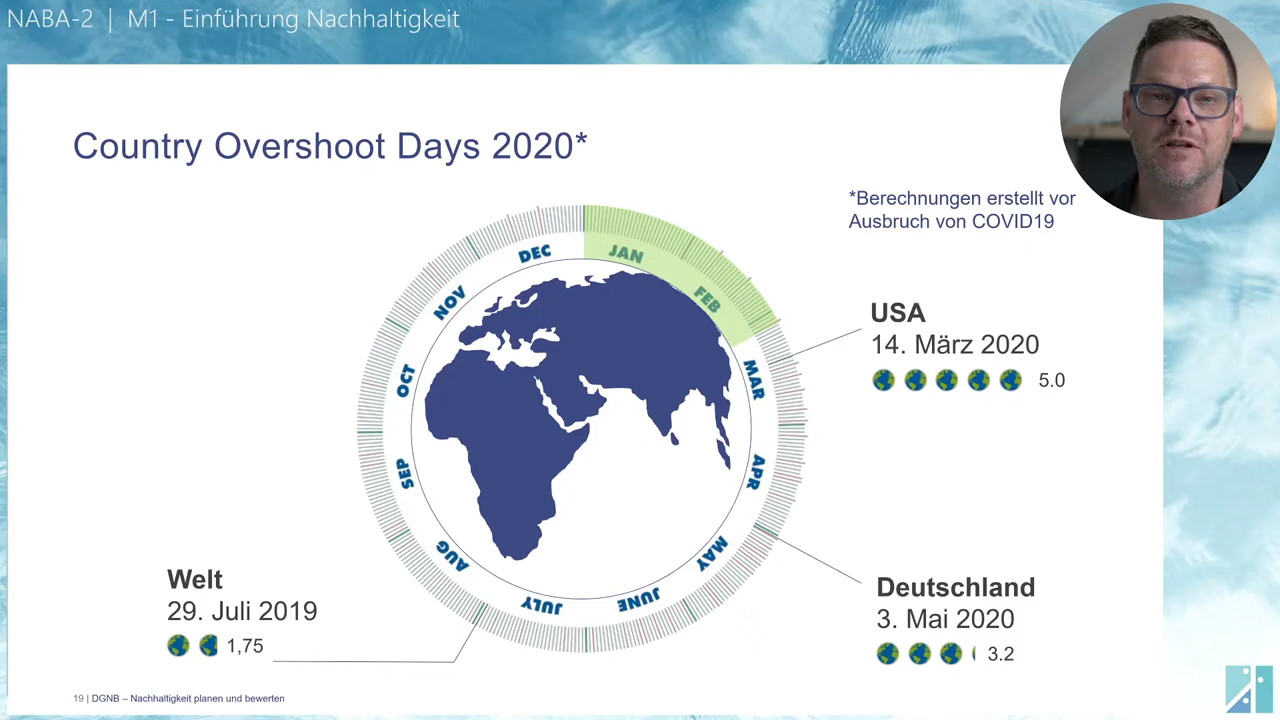 NABA-2 | M1 - Einführung Nachhaltigkeit
Country Overshoot Days 2020*
*Berechnungen erstellt vor
Ausbruch von COVID19
DEC
JAN
FEB
NOV
MAR
OCT
APR
SEP
MAY
AUG
JUNE
JULY
USA
14. März 2020
5.0
Deutschland
3. Mai 2020
3.2
Welt
29. Juli 2019
1,75
19 | DGNB – Nachhaltigkeit planen und bewerten